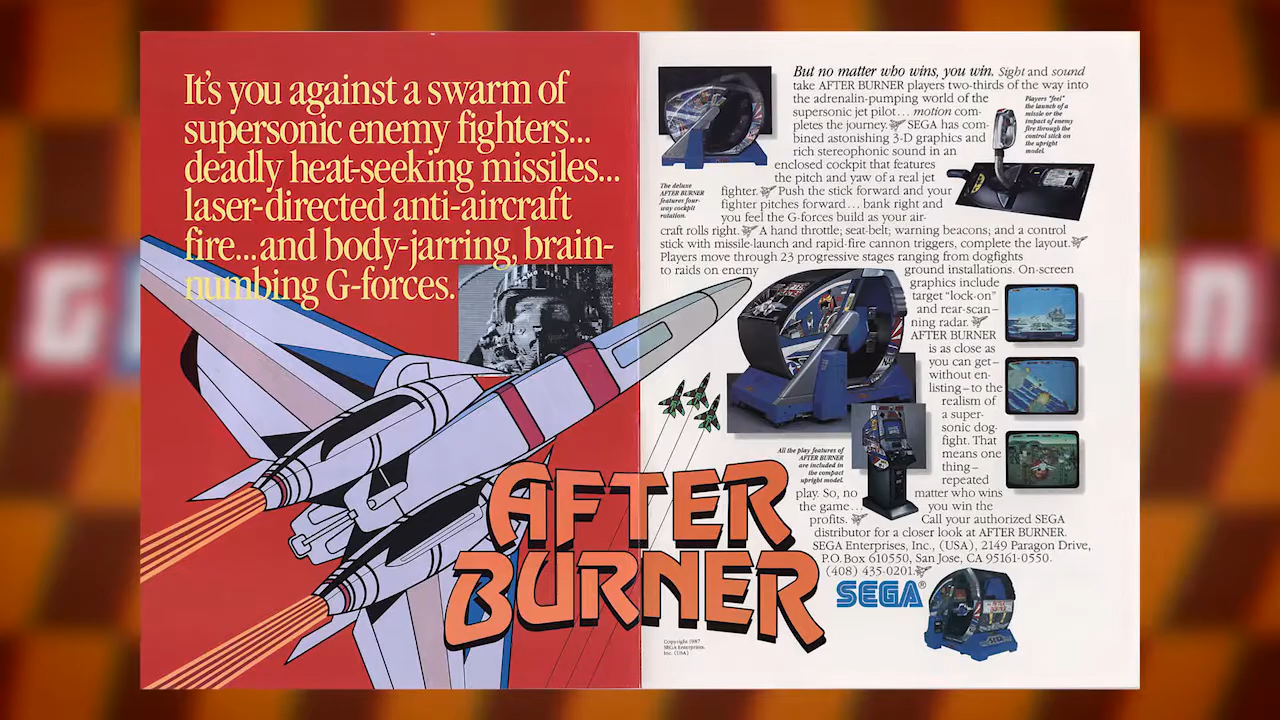 It's you against a swarm of
supersonic enemy fighters...
deadly heat-seeking missiles...
laser-directed anti-aircraft
fire...and body-jarring, brain-
numbing G-forces.
AFTER
BURNER
But no matter who wins, you win. Sight and sound
take AFTER BURNER players two-thirds of the way into
the adrenalin-pumping world of the
supersonic jet pilot... motion com-
pletes the journey. SEGA has com-
bined astonishing 3-D graphics and
rich stereophonic sound in an
enclosed cockpit that features
the pitch and yaw of a real jet
fighter. Push the stick forward and your
fighter pitches forward... bank right and
you feel the G-forces build as your air-
craft rolls right. A hand throttle; seat-belt; warning beacons; and a control
stick with missile-launch and rapid-fire cannon triggers, complete the layout.
Players move through 23 progressive stages ranging from dogfights
to raids on enemy ground installations. On-screen
graphics include
target "lock-on"
and rear-scan-
ning radar.
AFTER BURNER
is as close as
you can get–
without en-
listing–to the
realism of
a super-
sonic dog-
fight. That
means one
thing–
repeated
play. So, no matter who wins
the game... you win the
profits. Call your authorized SEGA
distributor for a closer look at AFTER BURNER.
SEGA Enterprises, Inc., (USA), 2149 Paragon Drive,
P.O. Box 610550, San Jose, CA 95161-0550.
(408) 435-0201.
Players "feel"
the launch of a
missile or the
impact of enemy
fire through the
control stick on
the upright
model.
The deluxe
AFTER BURNER
features four-
way cockpit
rotation.
All the play features of
AFTER BURNER
are included in
the compact
upright model.
SEGA®
Copyright 1987
SEGA Enterprises,
Inc. (USA)